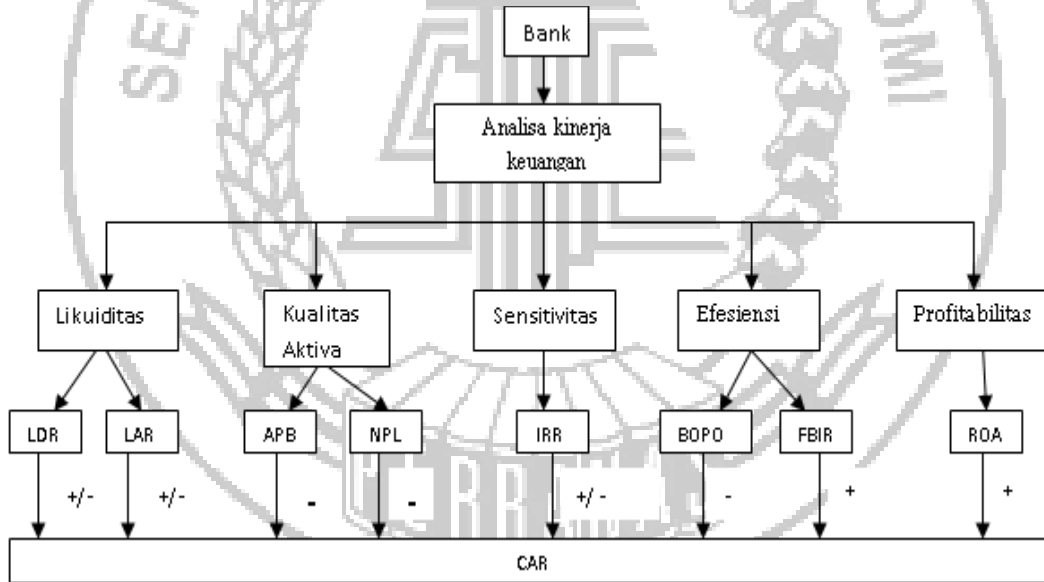 Bank
Analisa kinerja
keuangan
Likuiditas
Kualitas
Aktiva
Sensitivitas
Efesiensi
Profitabilitas
LDR
LAR
APB
NPL
IRR
BOPO
FBIR
ROA
+/-
+/-
-
-
+/ -
-
+
+
CAR